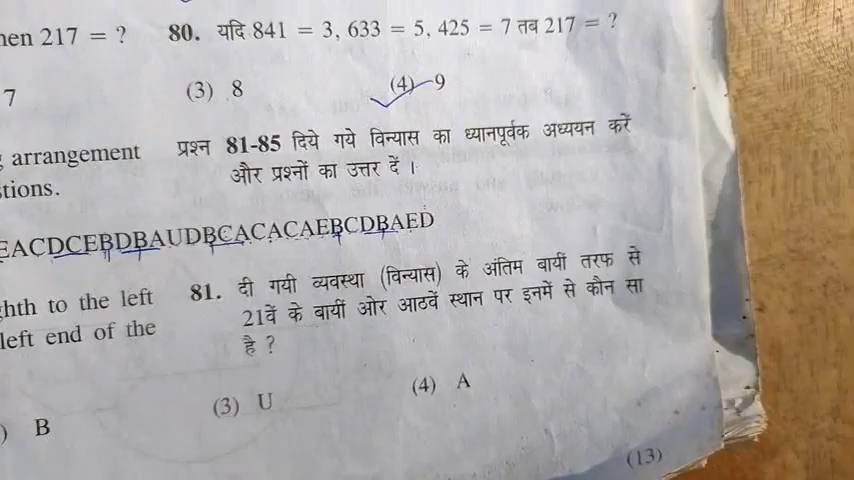 hen 217 = ?
80. यदि 841 = 3, 633 = 5, 425 = 7 तब 217 = ?
7
(3) 8
(4) 9
arrangement
प्रश्न 81-85 दिये गये विन्यास का ध्यानपूर्वक अध्ययन करें
tions.
और प्रश्नों का उत्तर दें ।
EACDCEBDBAUDBCACACAEBCDBAED
hth to the left
81. दी गयी व्यवस्था (विन्यास) के अंतिम बायीं तरफ से
left end of the
21वें के बायीं ओर आठवें स्थान पर इनमें से कौन सा
है ?
) B
(3) U
(4) A
(13)